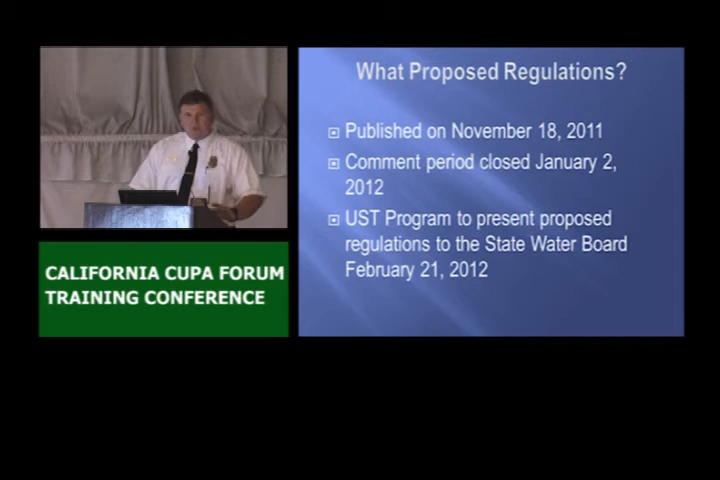 What Proposed Regulations?
Published on November 18, 2011
Comment period closed January 2,
2012
UST Program to present proposed
regulations to the State Water Board
February 21, 2012
CALIFORNIA CUPA FORUM
TRAINING CONFERENCE